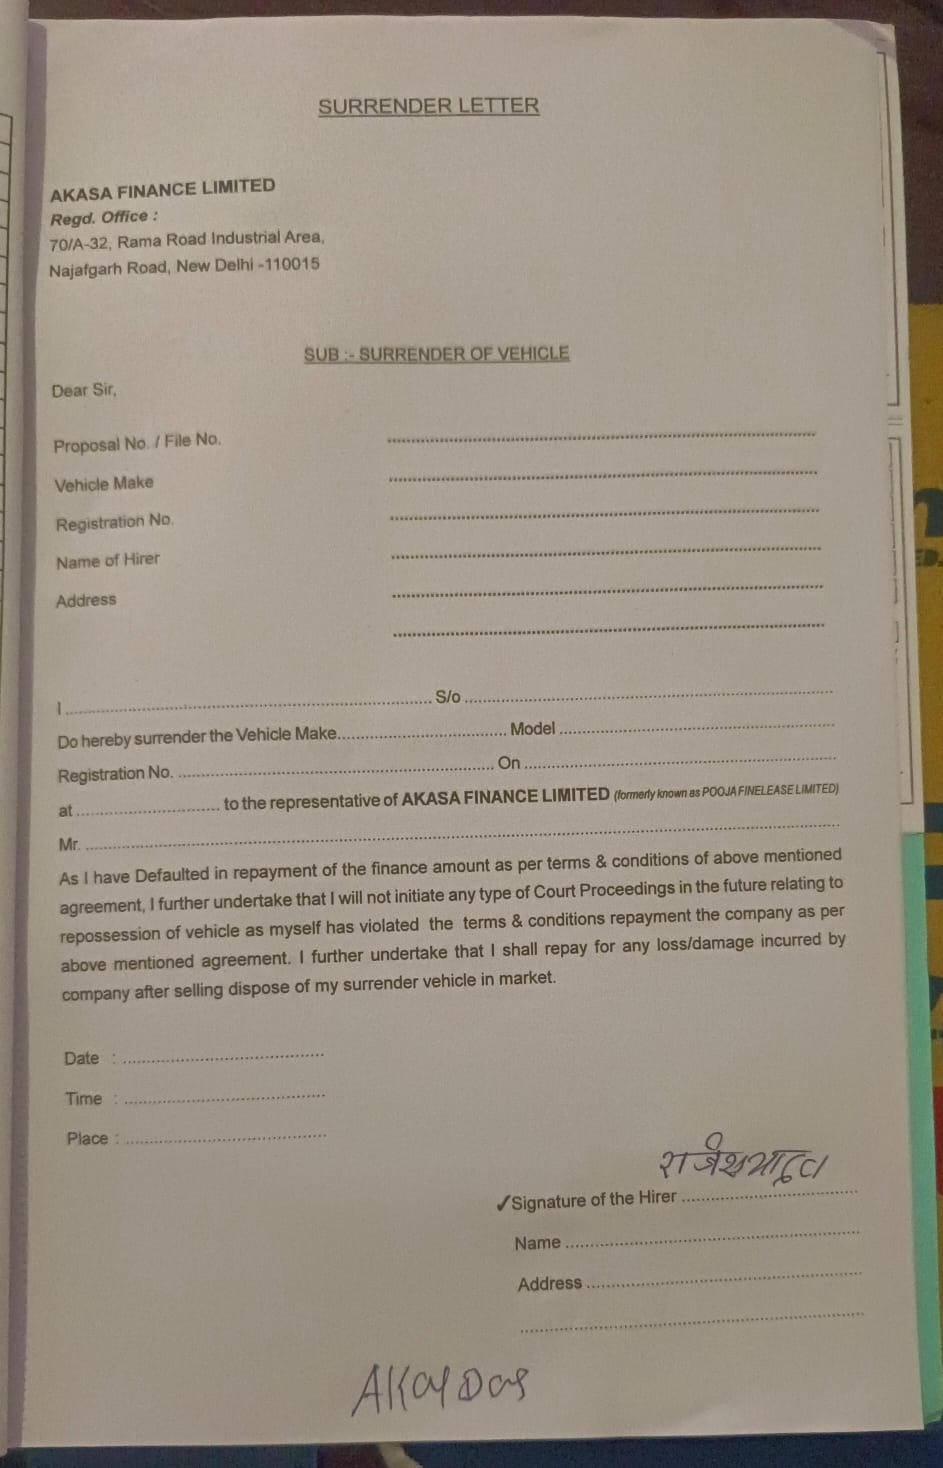 SURRENDER LETTER
AKASA FINANCE LIMITED
Regd. Office :
70/A-32, Rama Road Industrial Area,
Najafgarh Road, New Delhi -110015
SUB :- SURRENDER OF VEHICLE
Dear Sir,
Proposal No. / File No.
Vehicle Make
Registration No.
Name of Hirer
Address
I ........ S/o ........
Do hereby surrender the Vehicle Make........ Model ........
Registration No. ........ On ........
at ........ to the representative of AKASA FINANCE LIMITED (formerly known as POOJA FINELEASE LIMITED)
Mr. ........
As I have Defaulted in repayment of the finance amount as per terms & conditions of above mentioned
agreement, I further undertake that I will not initiate any type of Court Proceedings in the future relating to
repossession of vehicle as myself has violated the terms & conditions repayment the company as per
above mentioned agreement. I further undertake that I shall repay for any loss/damage incurred by
company after selling dispose of my surrender vehicle in market.
Date : ........
Time : ........
Place : ........
✓Signature of the Hirer ........
Name ........
Address ........